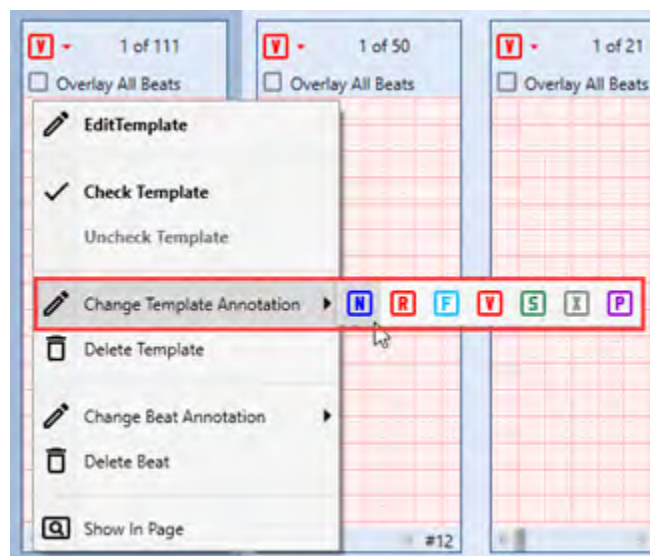 V 1 of 111
V 1 of 50
V 1 of 21
Overlay All Beats
Overlay All Beats
Overlay All Beats
EditTemplate
Check Template
Uncheck Template
Change Template Annotation N R F V S X P
Delete Template
Change Beat Annotation
Delete Beat
Show In Page
#12